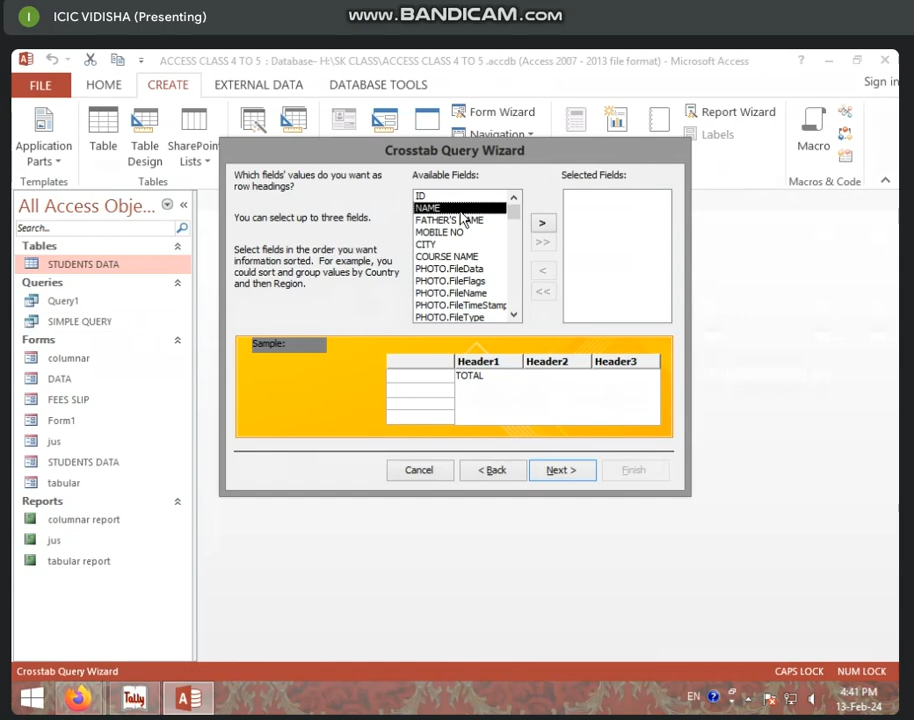 I ICIC VIDISHA (Presenting)
www.BANDICAM.com
ACCESS CLASS 4 TO 5 : Database- H:\SK CLASS\ACCESS CLASS 4 TO 5 .accdb (Access 2007 - 2013 file format) - Microsoft Access
FILE HOME CREATE EXTERNAL DATA DATABASE TOOLS Sign in
Application Parts
Table
Table Design
SharePoint Lists
Form Wizard
Navigation
Report Wizard
Labels
Macro
Templates Tables Macros & Code
All Access Obje...
Search...
Tables
STUDENTS DATA
Queries
Query1
SIMPLE QUERY
Forms
columnar
DATA
FEES SLIP
Form1
jus
STUDENTS DATA
tabular
Reports
columnar report
jus
tabular report
Crosstab Query Wizard
Which fields' values do you want as
row headings?
You can select up to three fields.
Select fields in the order you want
information sorted. For example, you
could sort and group values by Country
and then Region.
Available Fields:
ID
NAME
FATHER'S NAME
MOBILE NO
CITY
COURSE NAME
PHOTO.FileData
PHOTO.FileFlags
PHOTO.FileName
PHOTO.FileTimeStamp
PHOTO.FileType
>
>>
<
<<
Selected Fields:
Sample:
Header1 Header2 Header3
TOTAL
Cancel < Back Next > Finish
Crosstab Query Wizard CAPS LOCK NUM LOCK
Tally
EN
4:41 PM
13-Feb-24